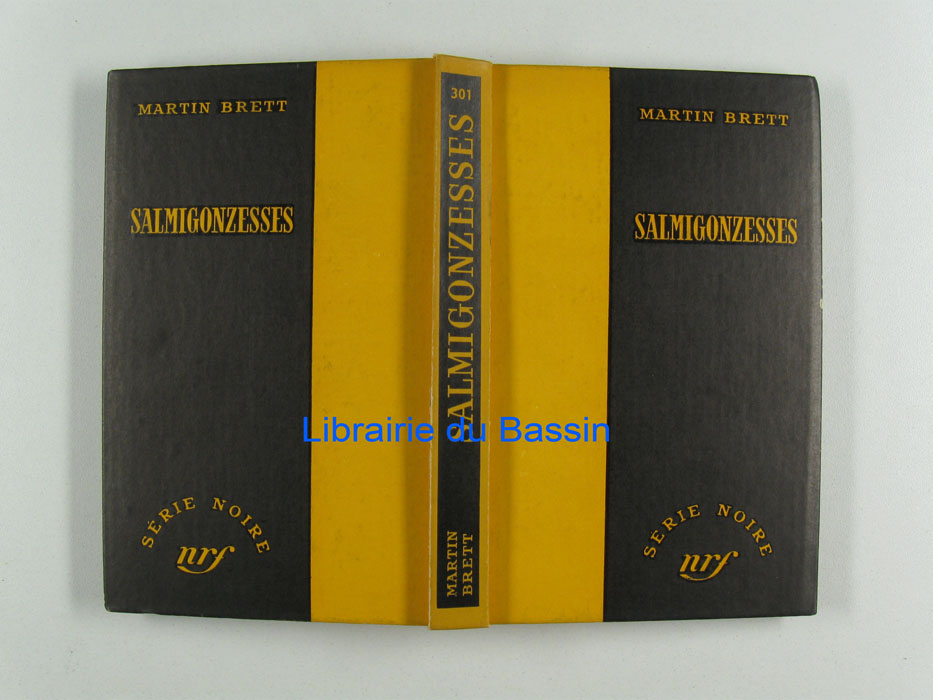 MARTIN BRETT
SALMIGONZESSES
SÉRIE NOIRE
nrf
301
SALMIGONZESSES
MARTIN
BRETT
MARTIN BRETT
SALMIGONZESSES
SÉRIE NOIRE
nrf
Librairie du Bassin